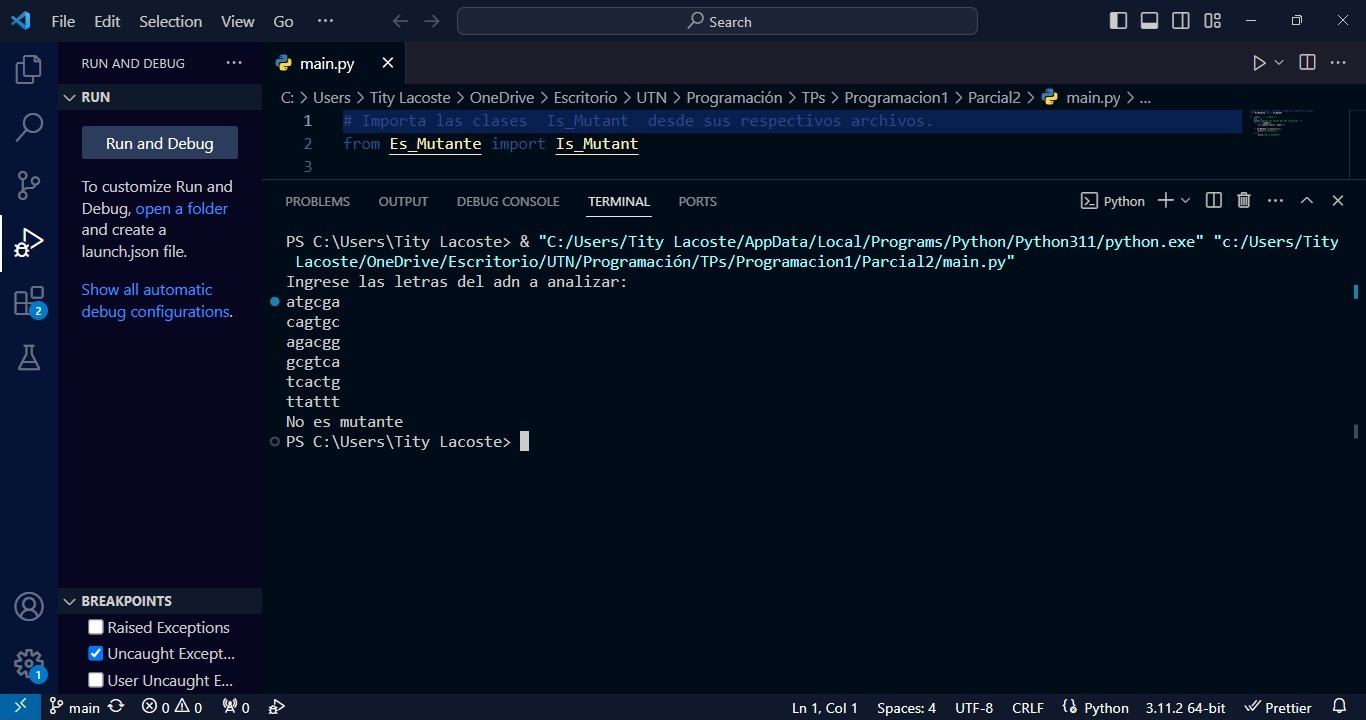 File Edit Selection View Go ··· Search
RUN AND DEBUG ···
main.py
RUN
C: > Users > Tity Lacoste > OneDrive > Escritorio > UTN > Programación > TPs > Programacion1 > Parcial2 > main.py > ...
1 # Importa las clases  Is_Mutant  desde sus respectivos archivos.
2 from Es_Mutante import Is_Mutant
3
Run and Debug
To customize Run and
Debug, open a folder
and create a
launch.json file.
Show all automatic
debug configurations.
2
PROBLEMS OUTPUT DEBUG CONSOLE TERMINAL PORTS Python
PS C:\Users\Tity Lacoste> & "C:/Users/Tity Lacoste/AppData/Local/Programs/Python/Python311/python.exe" "c:/Users/Tity
Lacoste/OneDrive/Escritorio/UTN/Programación/TPs/Programacion1/Parcial2/main.py"
Ingrese las letras del adn a analizar:
atgcga
cagtgc
agacgg
gcgtca
tcactg
ttattt
No es mutante
PS C:\Users\Tity Lacoste>
BREAKPOINTS
Raised Exceptions
Uncaught Except...
User Uncaught E...
1
main 0 0 0 Ln 1, Col 1 Spaces: 4 UTF-8 CRLF Python 3.11.2 64-bit Prettier